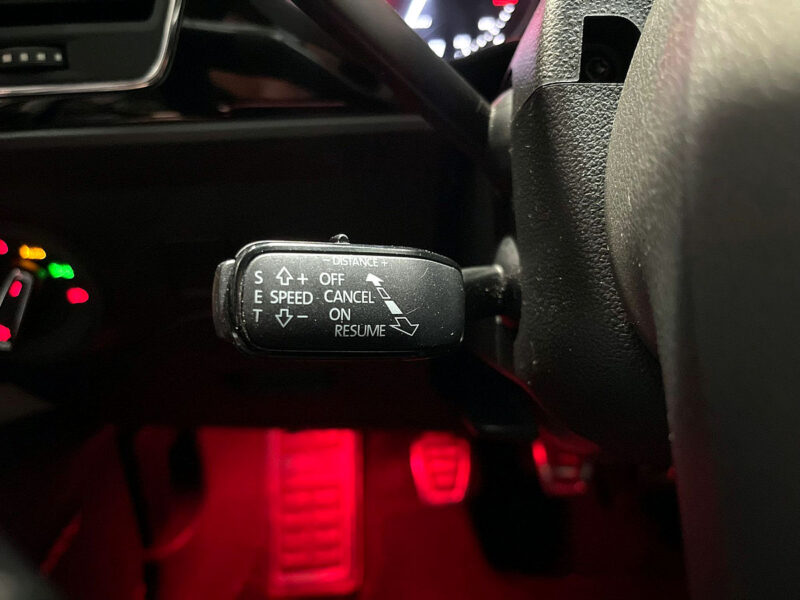 − DISTANCE +
S + OFF
E SPEED CANCEL
T − ON
RESUME